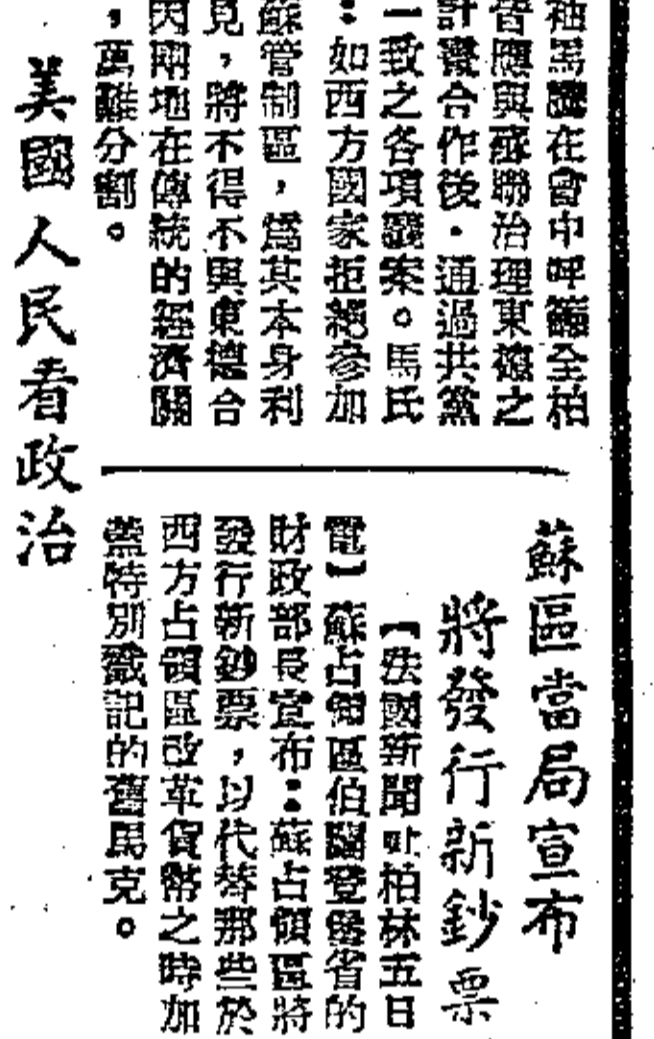 袖馬謙在會中呼籲全柏
皆應與蘇聯治理東德之
計畫合作後・通過共黨
一致之各項議案。馬氏
：如西方國家拒絕參加
蘇管制區，爲其本身利
見，將不得不與東德合
因兩地在傳統的經濟關
，萬難分割。
蘇區當局宣布
將發行新鈔票
【法國新聞社柏林五日
電】蘇占領區伯蘭登堡省的
財政部長宣布：蘇占領區將
發行新鈔票，以代替那些於
西方占領區改革貨幣之時加
蓋特別戳記的舊馬克。
美國人民看政治